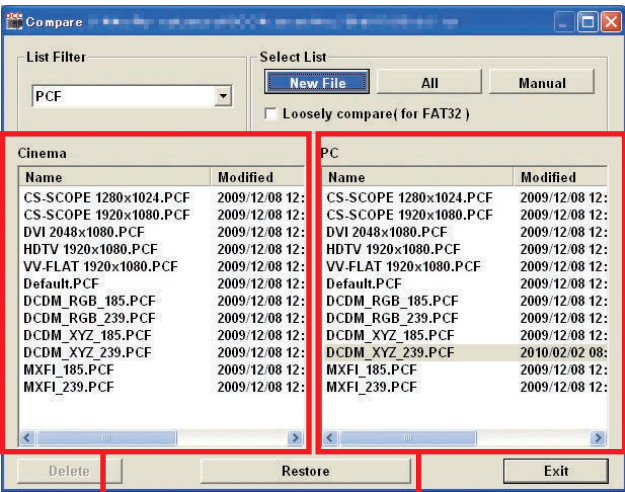 Compare
List Filter
Select List
PCF
New File
All
Manual
Loosely compare( for FAT32 )
Cinema
Name Modified
CS-SCOPE 1280x1024.PCF 2009/12/08 12:
CS-SCOPE 1920x1080.PCF 2009/12/08 12:
DVI 2048x1080.PCF 2009/12/08 12:
HDTV 1920x1080.PCF 2009/12/08 12:
VV-FLAT 1920x1080.PCF 2009/12/08 12:
Default.PCF 2009/12/08 12:
DCDM_RGB_185.PCF 2009/12/08 12:
DCDM_RGB_239.PCF 2009/12/08 12:
DCDM_XYZ_185.PCF 2009/12/08 12:
DCDM_XYZ_239.PCF 2009/12/08 12:
MXFI_185.PCF 2009/12/08 12:
MXFI_239.PCF 2009/12/08 12:
PC
Name Modified
CS-SCOPE 1280x1024.PCF 2009/12/08 12:
CS-SCOPE 1920x1080.PCF 2009/12/08 12:
DVI 2048x1080.PCF 2009/12/08 12:
HDTV 1920x1080.PCF 2009/12/08 12:
VV-FLAT 1920x1080.PCF 2009/12/08 12:
Default.PCF 2009/12/08 12:
DCDM_RGB_185.PCF 2009/12/08 12:
DCDM_RGB_239.PCF 2009/12/08 12:
DCDM_XYZ_185.PCF 2009/12/08 12:
DCDM_XYZ_239.PCF 2010/02/02 08:
MXFI_185.PCF 2009/12/08 12:
MXFI_239.PCF 2009/12/08 12:
Delete
Restore
Exit